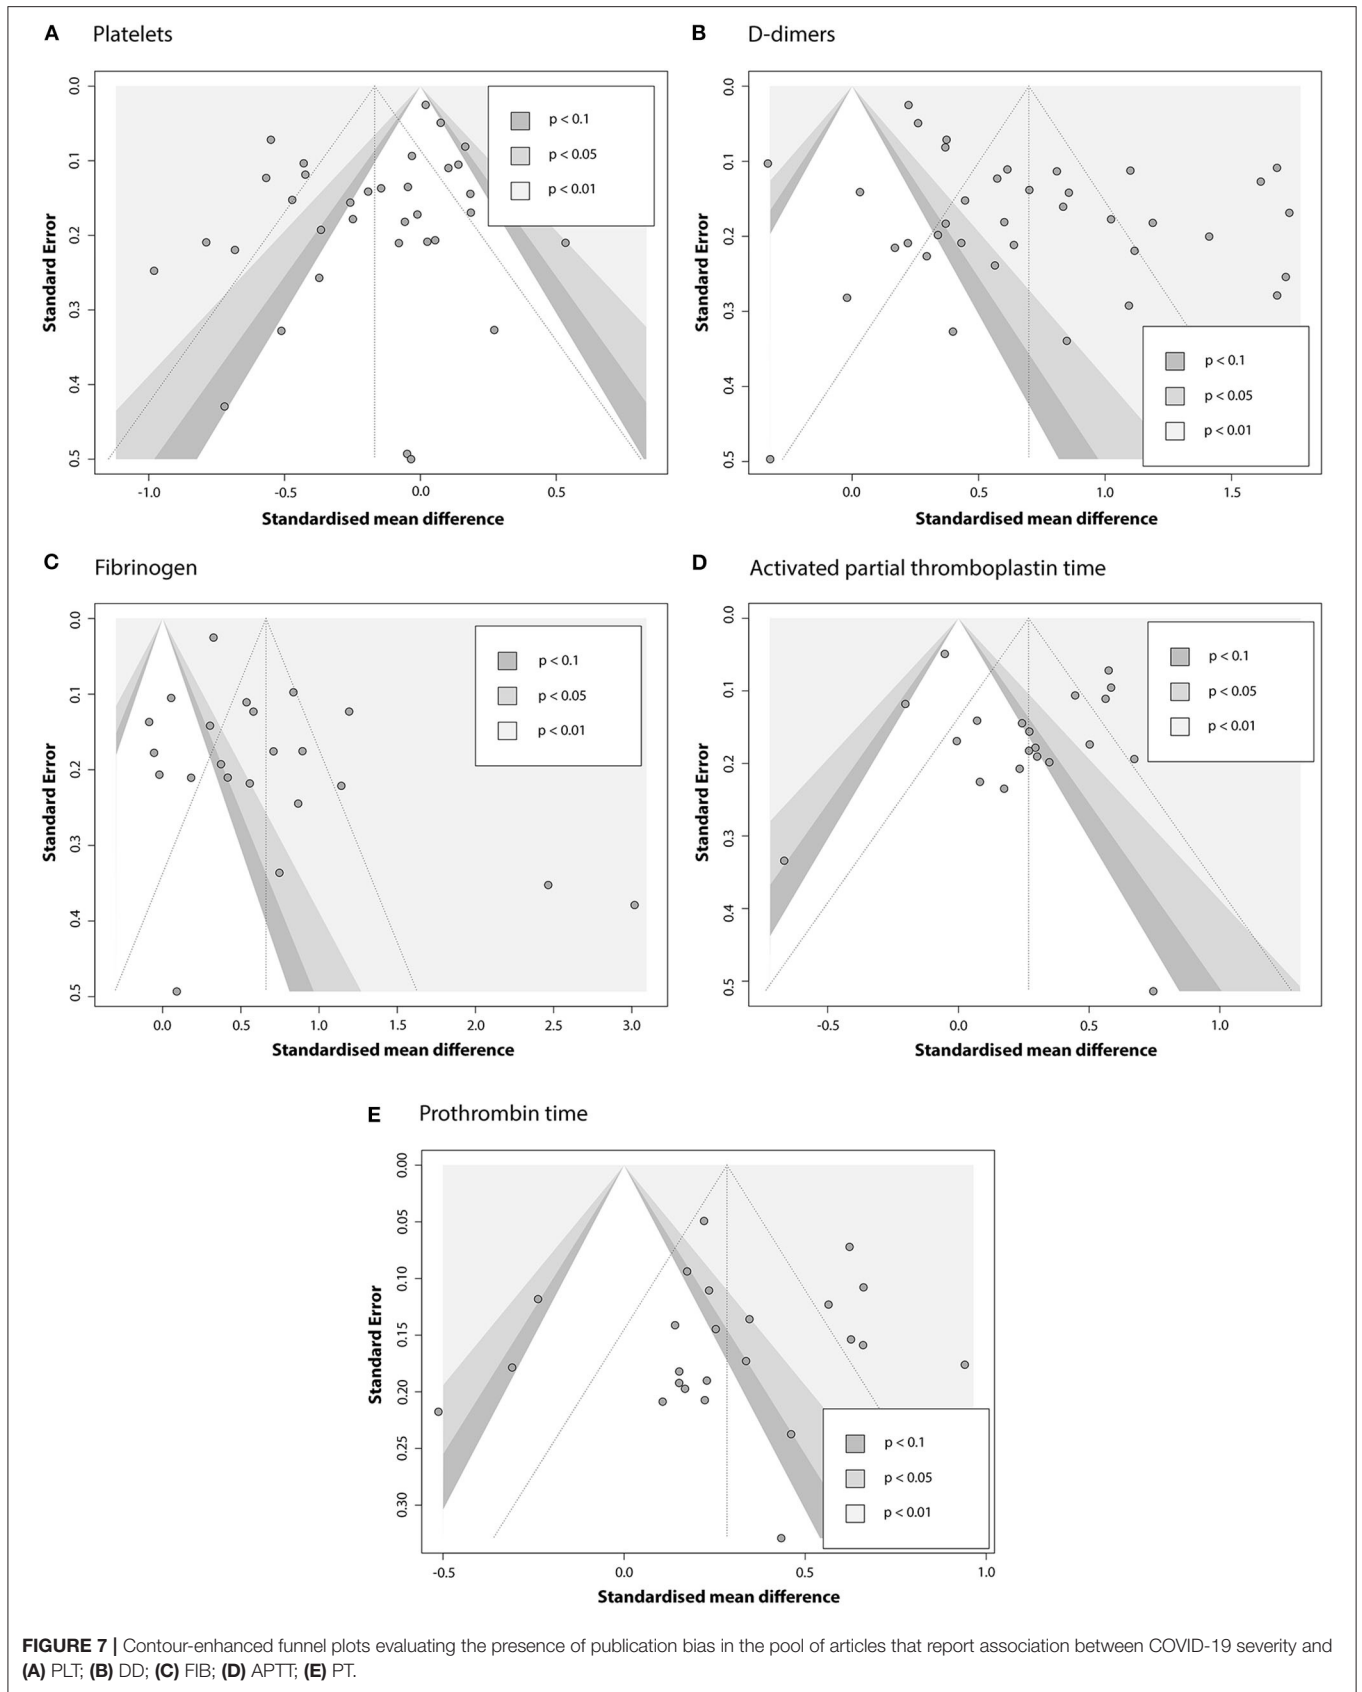 A Platelets
0.0
0.1
0.2
0.3
0.4
0.5
Standard Error
p < 0.1
p < 0.05
p < 0.01
-1.0 -0.5 0.0 0.5
Standardised mean difference
B D-dimers
0.0
0.1
0.2
0.3
0.4
0.5
Standard Error
p < 0.1
p < 0.05
p < 0.01
0.0 0.5 1.0 1.5
Standardised mean difference
C Fibrinogen
0.0
0.1
0.2
0.3
0.4
0.5
Standard Error
p < 0.1
p < 0.05
p < 0.01
0.0 0.5 1.0 1.5 2.0 2.5 3.0
Standardised mean difference
D Activated partial thromboplastin time
0.0
0.1
0.2
0.3
0.4
0.5
Standard Error
p < 0.1
p < 0.05
p < 0.01
-0.5 0.0 0.5 1.0
Standardised mean difference
E Prothrombin time
0.00
0.05
0.10
0.15
0.20
0.25
0.30
Standard Error
p < 0.1
p < 0.05
p < 0.01
-0.5 0.0 0.5 1.0
Standardised mean difference
FIGURE 7 | Contour-enhanced funnel plots evaluating the presence of publication bias in the pool of articles that report association between COVID-19 severity and
(A) PLT; (B) DD; (C) FIB; (D) APTT; (E) PT.